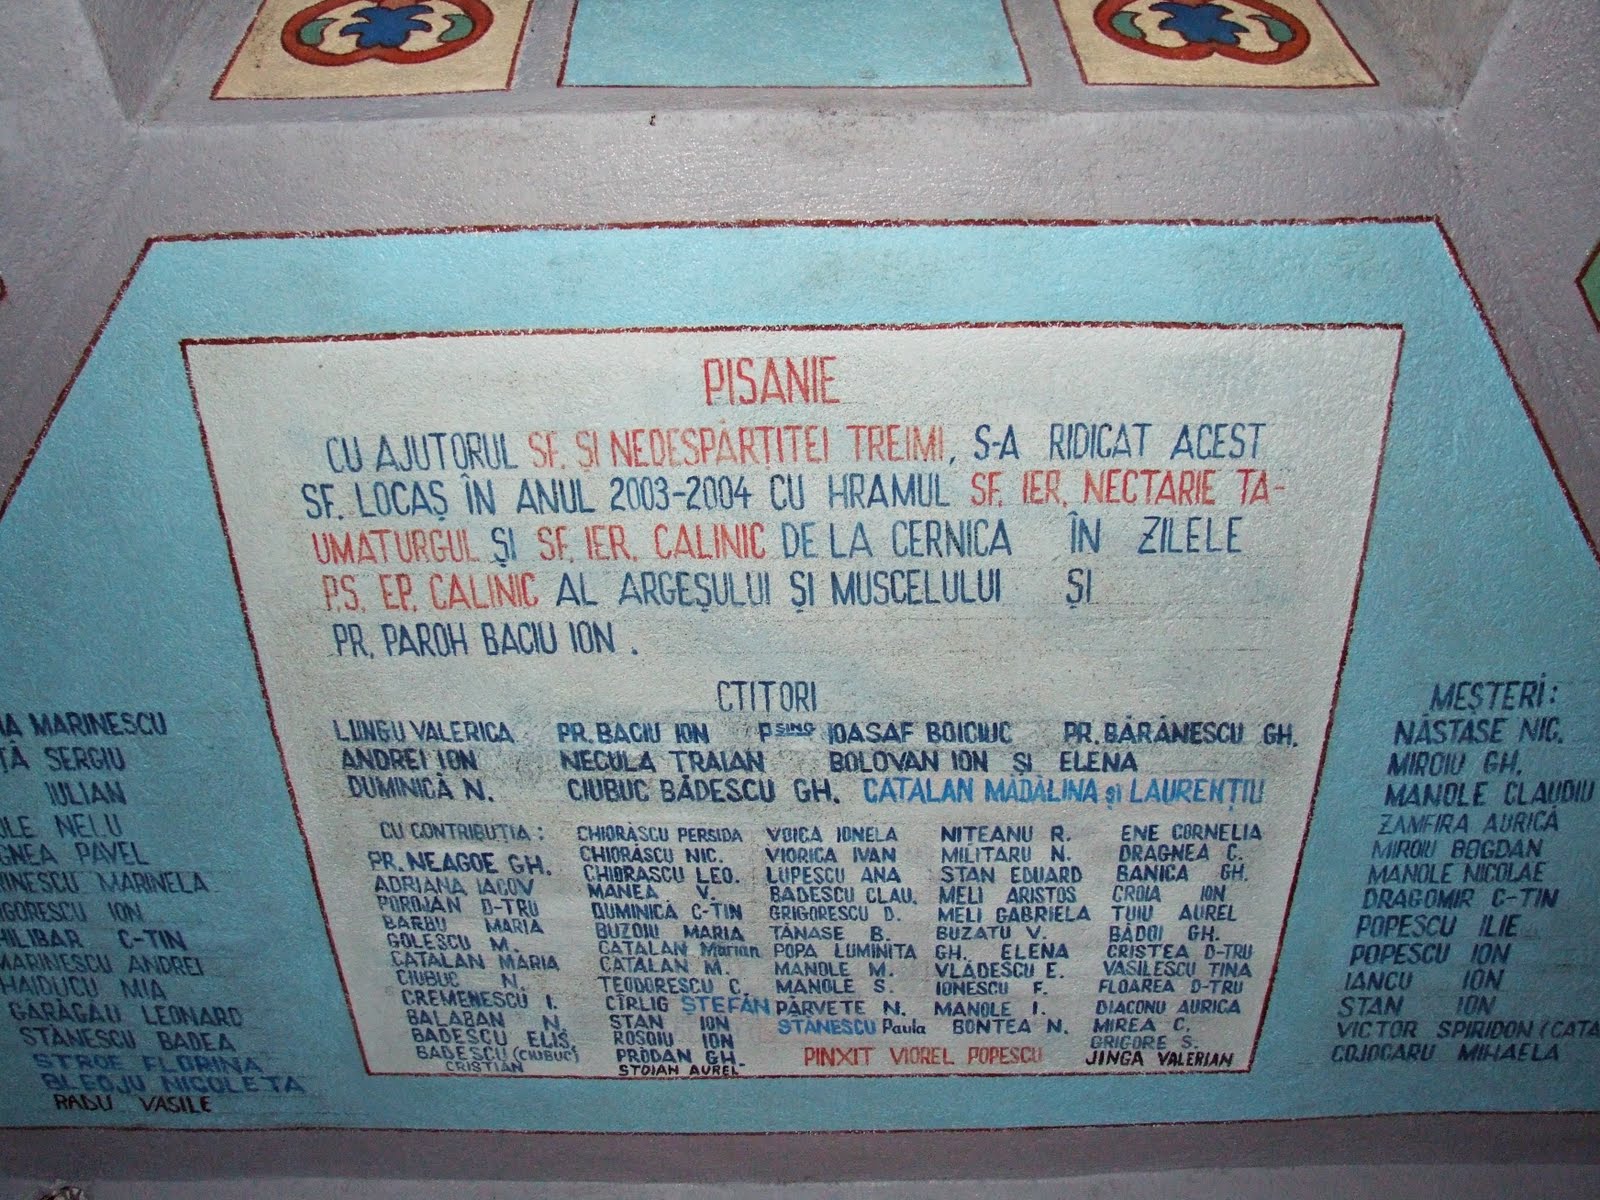 PISANIE
CU AJUTORUL SF. ȘI NEDESPĂRȚITEI TREIMI, S-A RIDICAT ACEST
SF. LOCAȘ ÎN ANUL 2003-2004 CU HRAMUL SF. IER. NECTARIE TA-
UMATURGUL ȘI SF. IER. CALINIC DE LA CERNICA ÎN ZILELE
P.S. EP. CALINIC AL ARGEȘULUI ȘI MUSCELULUI ȘI
PR. PAROH BACIU ION.
CTITORI
LUNGU VALERICA PR. BACIU ION PSING IOASAF BOICIUC PR. BĂRĂNESCU GH.
ANDREI ION NECULA TRAIAN BOLOVAN ION ȘI ELENA
DUMINICĂ N. CIUBUC BĂDESCU GH. CATALAN MĂDĂLINA și LAURENȚIU
CU CONTRIBUȚIA:
PR. NEAGOE GH.
ADRIANA IACOV
POROJAN D-TRU
BARBU MARIA
GOLESCU M.
CATALAN MARIA
CIUBUC N.
CREMENESCU I.
BALABAN N.
BADESCU ELIS.
BADESCU (CIUBUC)
CRISTIAN
CHIORĂSCU PERSIDA
CHIORĂSCU NIC.
CHIORASCU LEO.
MANEA V.
DUMINICĂ C-TIN
BUZOIU MARIA
CATALAN Marian
CATALAN M.
TEODORESCU C.
CÎRLIG ȘTEFAN
STAN ION
ROSOIU ION
PRODAN GH.
STOIAN AUREL
VOICA IONELA
VIORICA IVAN
LUPESCU ANA
BADESCU CLAU.
GRIGORESCU D.
TĂNASE B.
POPA LUMINIȚA
MANOLE M.
MANOLE S.
PĂRVETE N.
STĂNESCU Paula
NITEANU R.
MILITARU N.
STAN EDUARD
MELI ARISTOS
MELI GABRIELA
BUZATU V.
GH. ELENA
VLĂDESCU E.
IONESCU F.
MANOLE I.
BONTEA N.
ENE CORNELIA
DRAGNEA C.
BANICA GH.
CROIA ION
TUIU AUREL
BĂDOI GH.
CRISTEA D-TRU
VASILESCU TINA
FLOAREA D-TRU
DIACONU AURICA
MIREA C.
GRIGORE S.
JINGA VALERIAN
PINXIT VIOREL POPESCU
MARINESCU
SERGIU
IULIAN
NELU
PAVEL
MARINELA
ION
C-TIN
MARINESCU ANDREI
HAIDUCU MIA
GĂRĂGĂU LEONARD
STĂNESCU BADEA
STROE FLORINA
BLEOJU NICOLETA
RADU VASILE
MEȘTERI:
NĂSTASE NIC.
MIROIU GH.
MANOLE CLAUDIU
ZAMFIRA AURICĂ
MIROIU BOGDAN
MANOLE NICOLAE
DRAGOMIR C-TIN
POPESCU ILIE
POPESCU ION
IANCU ION
STAN ION
VICTOR SPIRIDON (CATA
COJOCARU MIHAELA